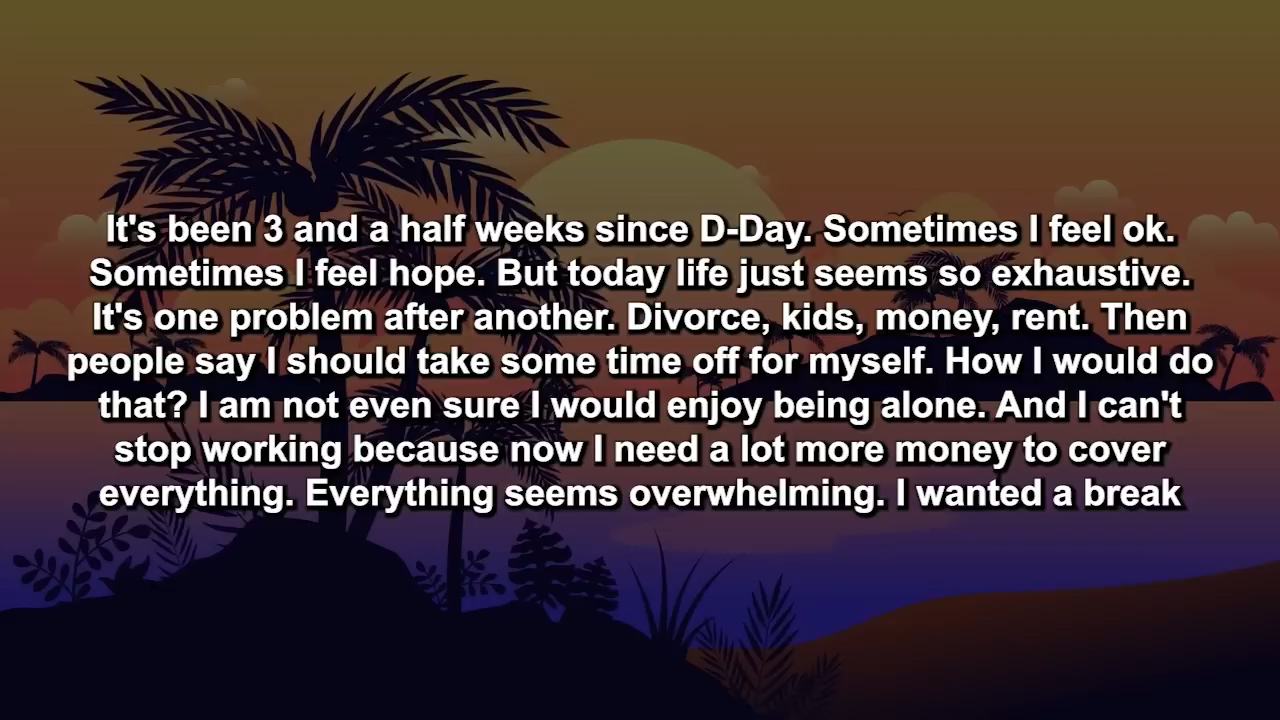 It's been 3 and a half weeks since D-Day. Sometimes I feel ok.
Sometimes I feel hope. But today life just seems so exhaustive.
It's one problem after another. Divorce, kids, money, rent. Then
people say I should take some time off for myself. How I would do
that? I am not even sure I would enjoy being alone. And I can't
stop working because now I need a lot more money to cover
everything. Everything seems overwhelming. I wanted a break